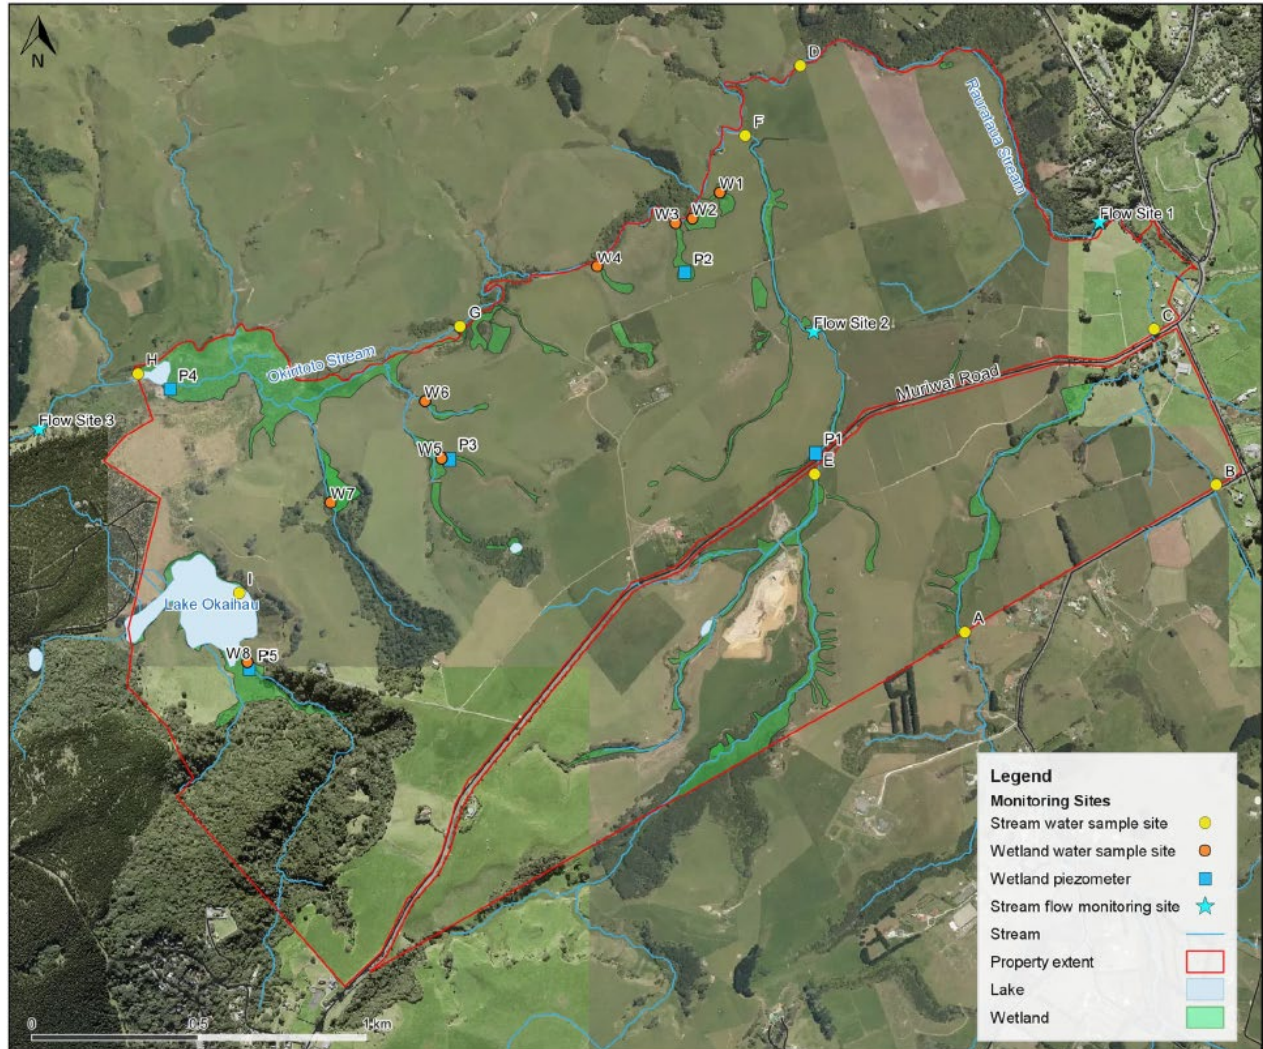 N
D
Raurataua Stream
F
W1
W2
W3
Flow Site 1
P2
W4
G
Flow Site 2
C
Okiritoto Stream
H
P4
Muriwai Road
W6
Flow Site 3
P1
W5
P3
E
B
W7
I
Lake Okaihau
A
W8
P5
Legend
Monitoring Sites
Stream water sample site
Wetland water sample site
Wetland piezometer
Stream flow monitoring site
Stream
Property extent
Lake
Wetland
0 0.5 1 km